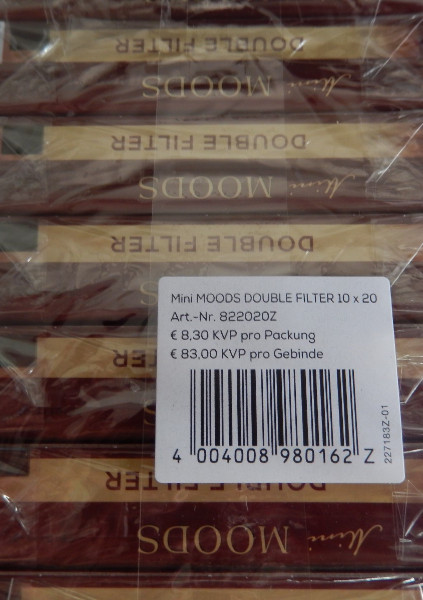 DOUBLE FILTER
Mini MOODS
DOUBLE FILTER
Mini MOODS
DOUBLE FILTER
Mini MOODS DOUBLE FILTER 10 x 20
Art.-Nr. 822020Z
€ 8,30 KVP pro Packung
€ 83,00 KVP pro Gebinde
4 004008 980162 Z
227183Z-01
DOUBLE FILTER
Mini MOODS